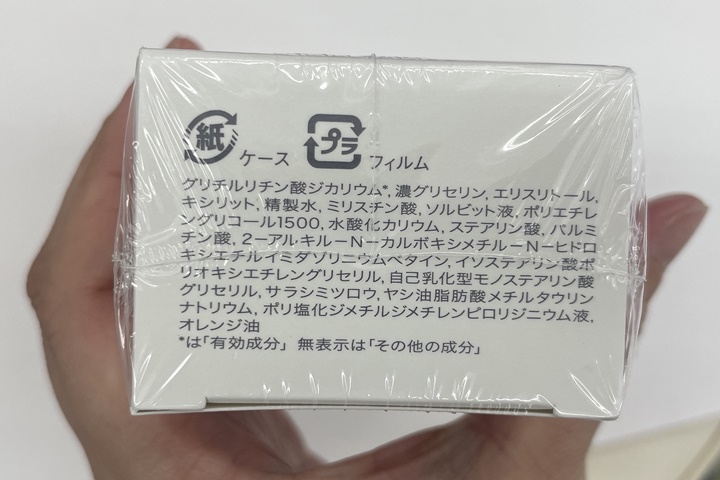 紙 ケース プラ フィルム
グリチルリチン酸ジカリウム*, 濃グリセリン, エリスリトール,
キシリット, 精製水, ミリスチン酸, ソルビット液, ポリエチレ
ングリコール1500, 水酸化カリウム, ステアリン酸, パルミ
チン酸, 2ーアルキルーNーカルボキシメチルーNーヒドロ
キシエチルイミダゾリニウムベタイン, イソステアリン酸ポ
リオキシエチレングリセリル, 自己乳化型モノステアリン酸
グリセリル, サラシミツロウ, ヤシ油脂肪酸メチルタウリン
ナトリウム, ポリ塩化ジメチルジメチレンピロリジニウム液,
オレンジ油
*は「有効成分」 無表示は「その他の成分」